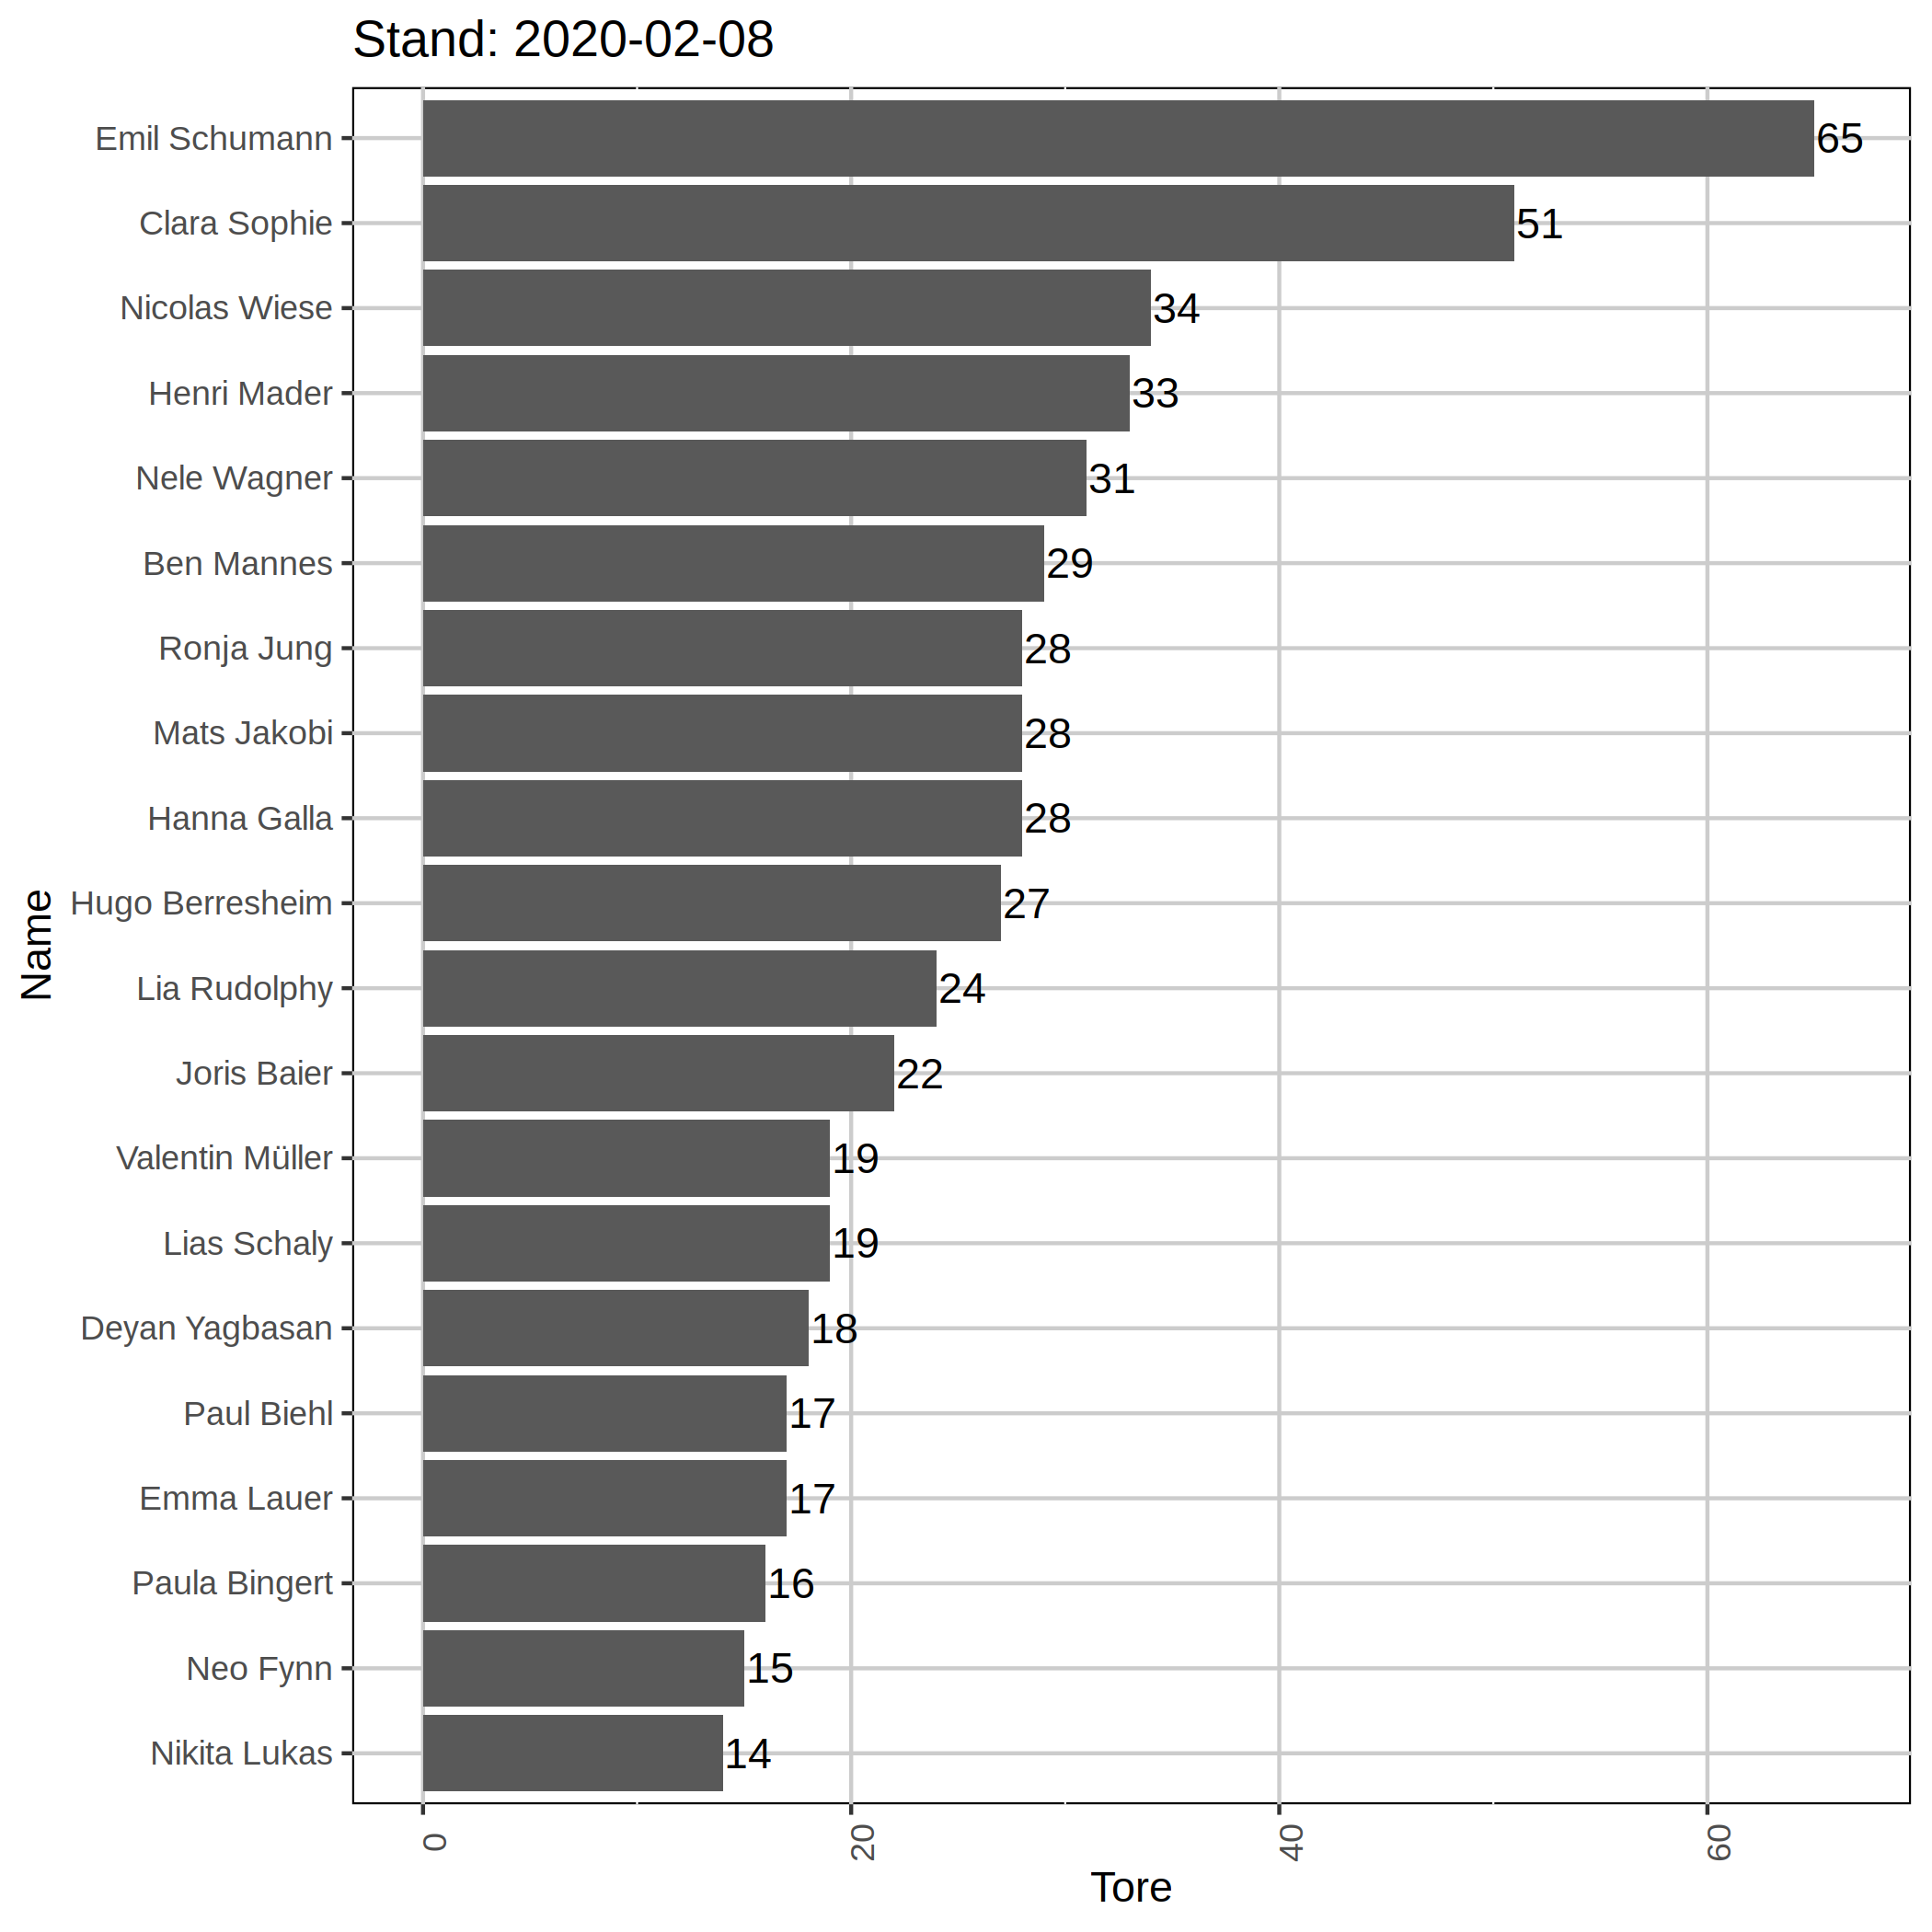 Stand: 2020-02-08
Emil Schumann 65
Clara Sophie 51
Nicolas Wiese 34
Henri Mader 33
Nele Wagner 31
Ben Mannes 29
Ronja Jung 28
Mats Jakobi 28
Hanna Galla 28
Hugo Berresheim 27
Lia Rudolphy 24
Joris Baier 22
Valentin Müller 19
Lias Schaly 19
Deyan Yagbasan 18
Paul Biehl 17
Emma Lauer 17
Paula Bingert 16
Neo Fynn 15
Nikita Lukas 14
Name
0 20 40 60
Tore